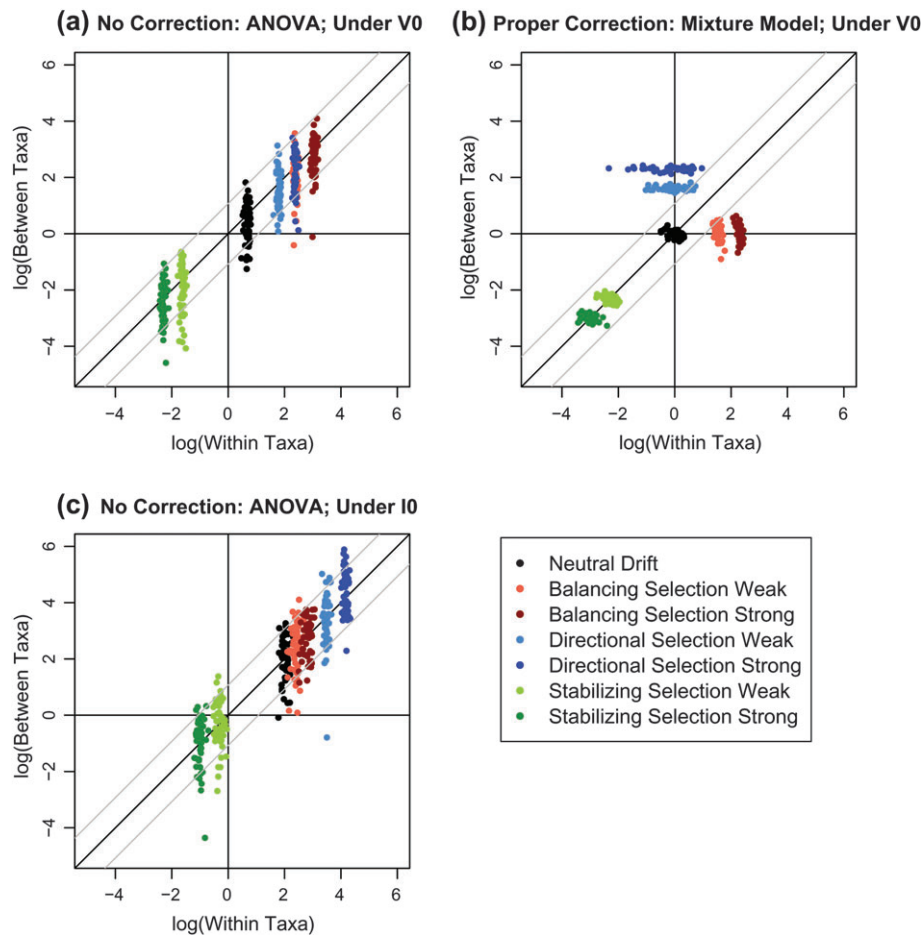 (a) No Correction: ANOVA; Under V0
6
4
2
0
−2
−4
log(Between Taxa)
−4 −2 0 2 4 6
log(Within Taxa)
(b) Proper Correction: Mixture Model; Under V0
6
4
2
0
−2
−4
log(Between Taxa)
−4 −2 0 2 4 6
log(Within Taxa)
(c) No Correction: ANOVA; Under I0
6
4
2
0
−2
−4
log(Between Taxa)
−4 −2 0 2 4 6
log(Within Taxa)
Neutral Drift
Balancing Selection Weak
Balancing Selection Strong
Directional Selection Weak
Directional Selection Strong
Stabilizing Selection Weak
Stabilizing Selection Strong